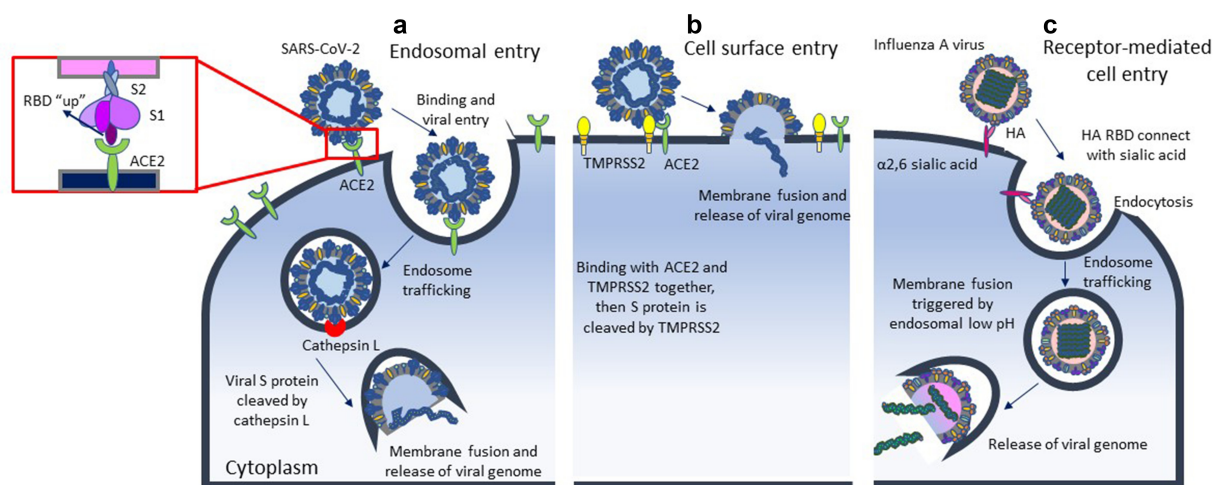 a
Endosomal entry
SARS-CoV-2
Binding and
viral entry
S2
RBD “up”
S1
ACE2
ACE2
Endosome
trafficking
Cathepsin L
Viral S protein
cleaved by
cathepsin L
Membrane fusion and
release of viral genome
Cytoplasm
b
Cell surface entry
TMPRSS2
ACE2
Membrane fusion and
release of viral genome
Binding with ACE2 and
TMPRSS2 together,
then S protein is
cleaved by TMPRSS2
c
Receptor-mediated
cell entry
Influenza A virus
HA
HA RBD connect
with sialic acid
α2,6 sialic acid
Endocytosis
Endosome
trafficking
Membrane fusion
triggered by
endosomal low pH
Release of viral genome